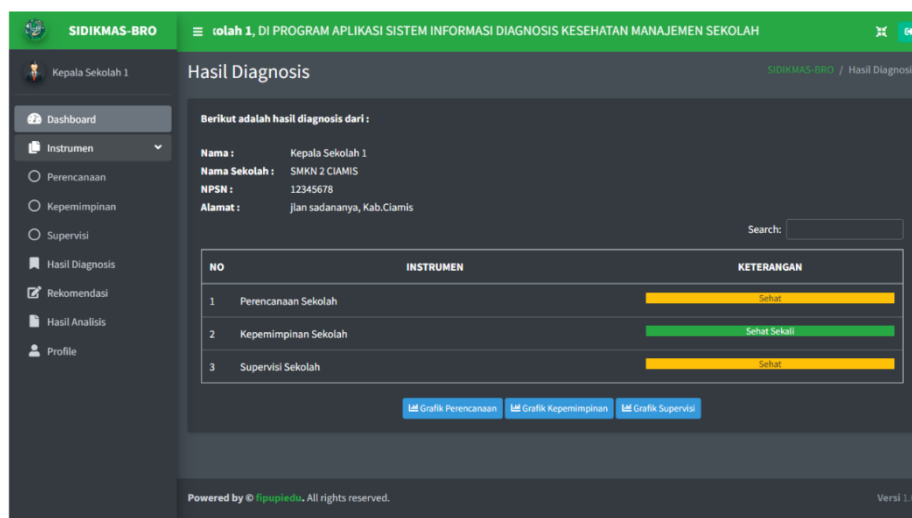 SIDIKMAS-BRO
olah 1, DI PROGRAM APLIKASI SISTEM INFORMASI DIAGNOSIS KESEHATAN MANAJEMEN SEKOLAH
Kepala Sekolah 1
Dashboard
Instrumen
Perencanaan
Kepemimpinan
Supervisi
Hasil Diagnosis
Rekomendasi
Hasil Analisis
Profile
Hasil Diagnosis
SIDIKMAS-BRO / Hasil Diagnosi
Berikut adalah hasil diagnosis dari :
Nama : Kepala Sekolah 1
Nama Sekolah : SMKN 2 CIAMIS
NPSN : 12345678
Alamat : jlan sadananya, Kab.Ciamis
Search:
NO INSTRUMEN KETERANGAN
1 Perencanaan Sekolah Sehat
2 Kepemimpinan Sekolah Sehat Sekali
3 Supervisi Sekolah Sehat
Grafik Perencanaan Grafik Kepemimpinan Grafik Supervisi
Powered by © fipupiedu. All rights reserved.
Versi 1.